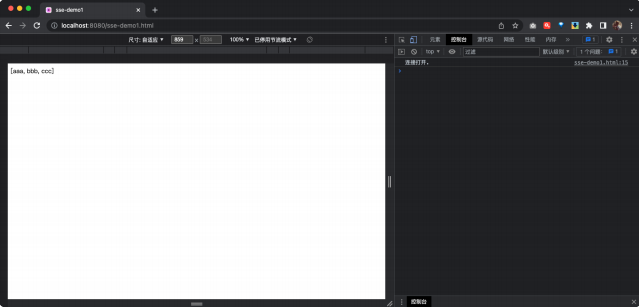 sse-demo1
localhost:8080/sse-demo1.html
尺寸: 自适应 ▼ 859 × 934 100% ▼ 已停用节流模式 ▼
元素 控制台 源代码 网络 性能 内存 » 1
top ▼ 过滤 默认级别 ▼ 1 个问题: 1
[aaa, bbb, ccc]
连接打开. sse-demo1.html:15
控制台